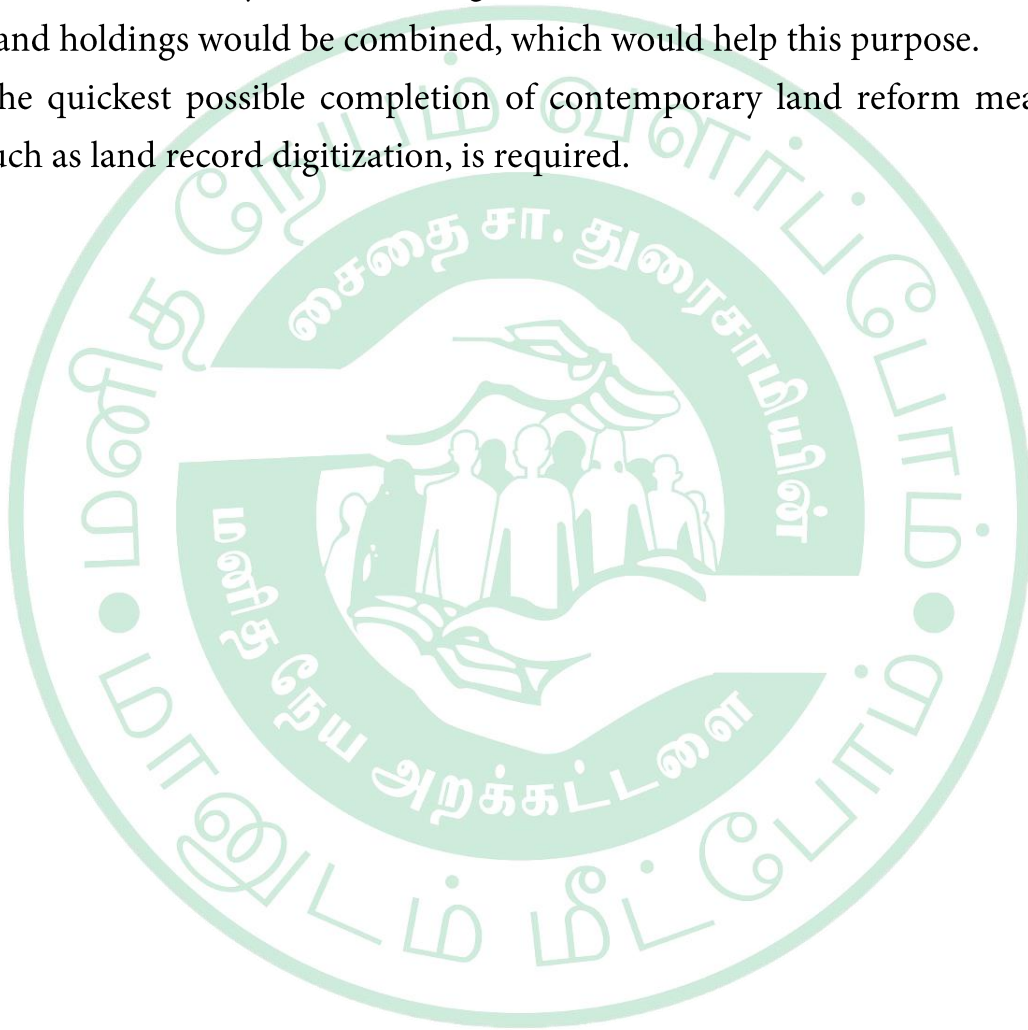 and holdings would be combined, which would help this purpose.
he quickest possible completion of contemporary land reform mea
uch as land record digitization, is required.
மனித நேயம் வளர்ப்போம்
சைதை சா. துரைசாமியின்
மனித நேய அறக்கட்டளை
மானுடம் மீட்போம்